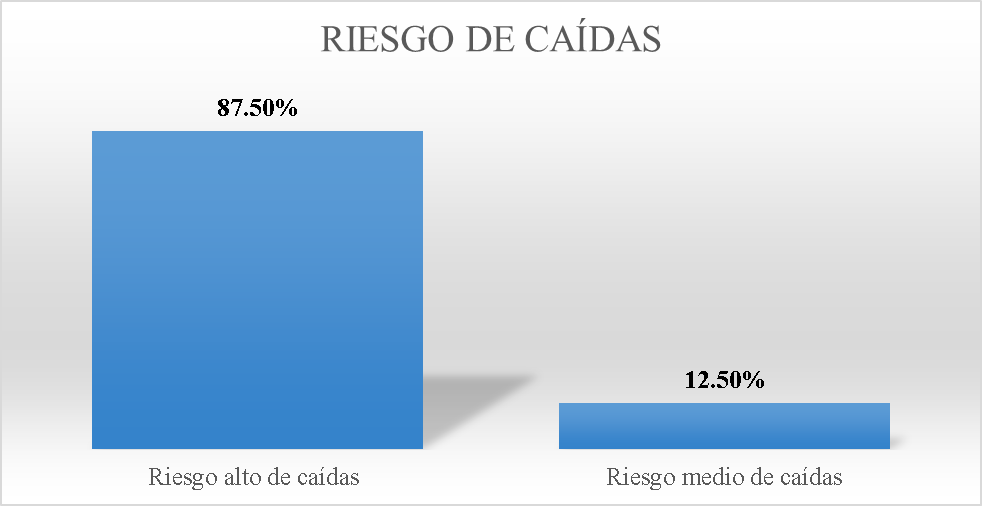 RIESGO DE CAÍDAS
87.50%
12.50%
Riesgo alto de caídas
Riesgo medio de caídas